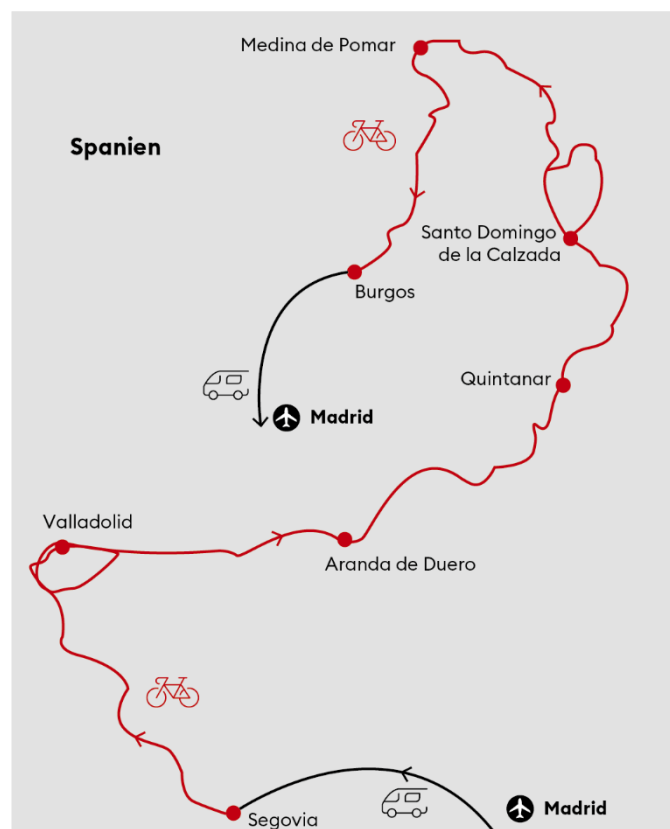 Medina de Pomar
Spanien
Santo Domingo
de la Calzada
Burgos
Quintanar
Madrid
Valladolid
Aranda de Duero
Segovia
Madrid